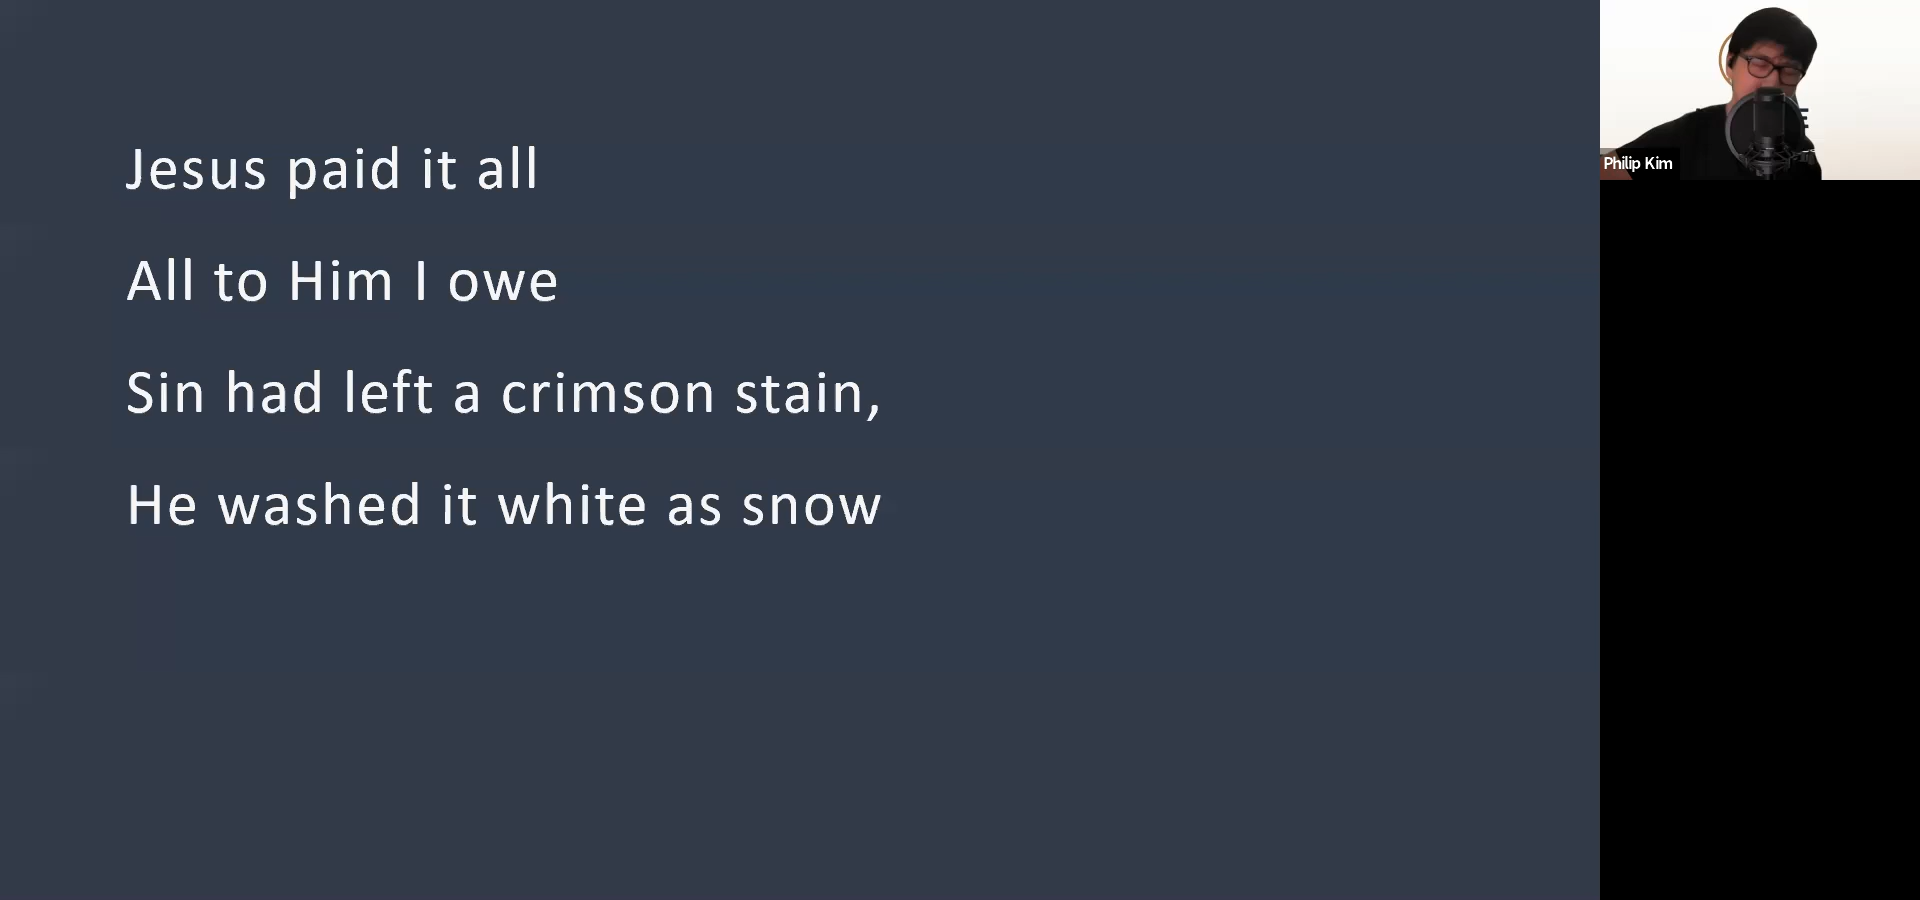 Jesus paid it all
All to Him I owe
Sin had left a crimson stain,
He washed it white as snow
Philip Kim